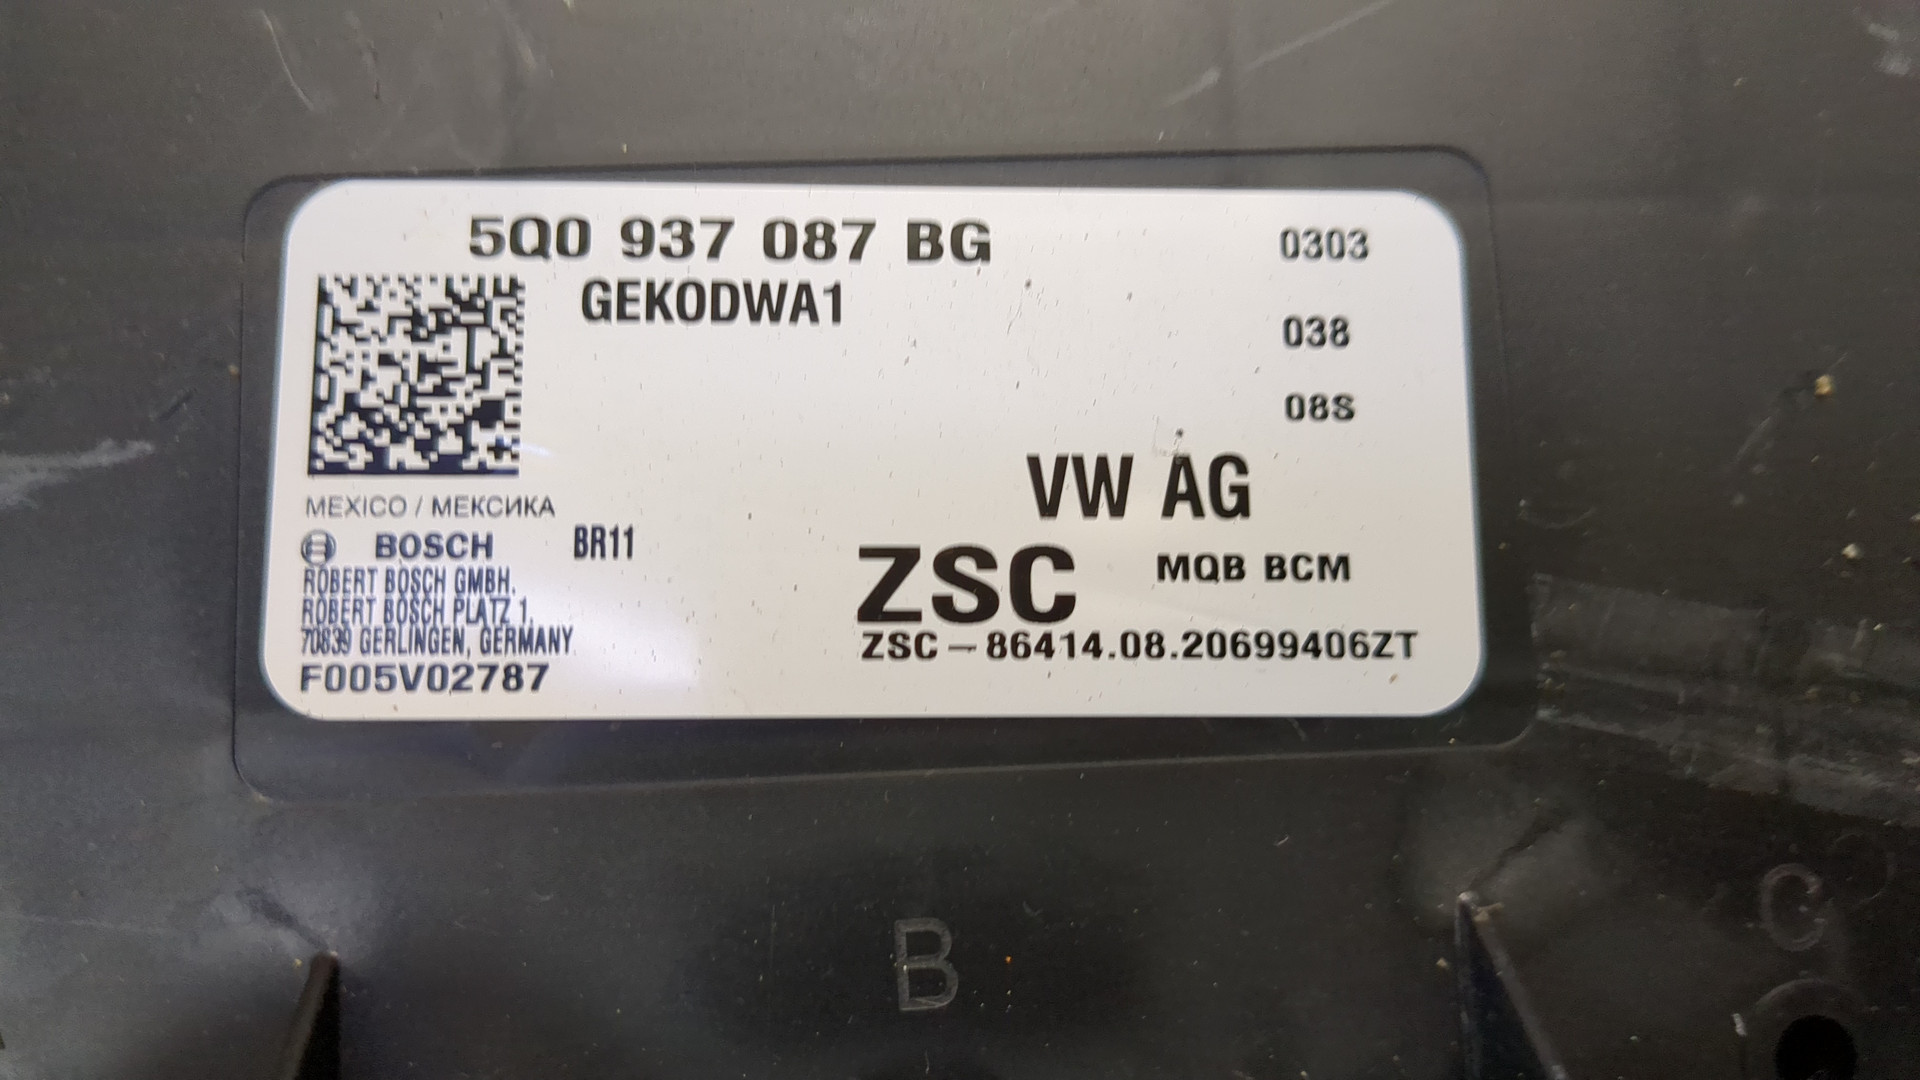 5Q0 937 087 BG 0303
GEKODWA1
038
08S
VW AG
MEXICO / МЕКСИКА
BOSCH BR11
ZSC MQB BCM
ROBERT BOSCH GMBH,
ROBERT BOSCH PLATZ 1,
70839 GERLINGEN, GERMANY
ZSC – 86414.08.20699406ZT
F005V02787
B
C